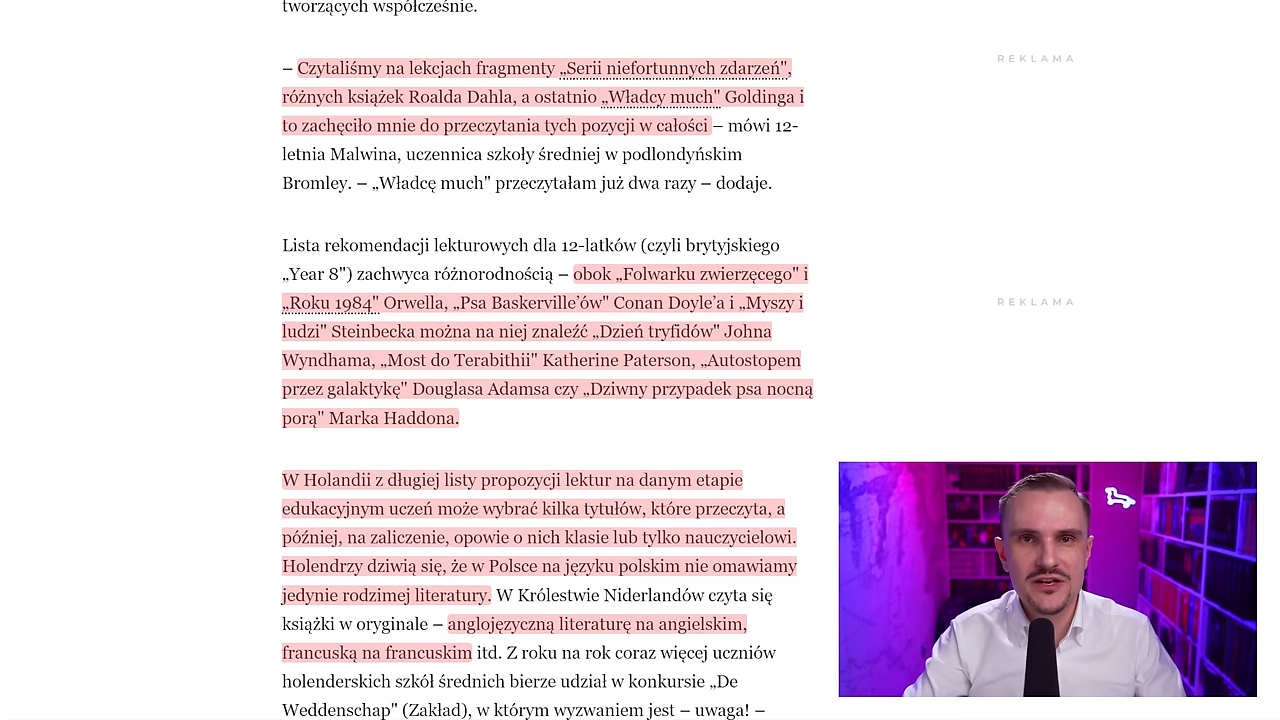 tworzących współcześnie.
– Czytaliśmy na lekcjach fragmenty „Serii niefortunnych zdarzeń",
różnych książek Roalda Dahla, a ostatnio „Władcy much" Goldinga i
to zachęciło mnie do przeczytania tych pozycji w całości – mówi 12-
letnia Malwina, uczennica szkoły średniej w podlondyńskim
Bromley. – „Władcę much" przeczytałam już dwa razy – dodaje.
Lista rekomendacji lekturowych dla 12-latków (czyli brytyjskiego
„Year 8") zachwyca różnorodnością – obok „Folwarku zwierzęcego" i
„Roku 1984" Orwella, „Psa Baskerville’ów" Conan Doyle’a i „Myszy i
ludzi" Steinbecka można na niej znaleźć „Dzień tryfidów" Johna
Wyndhama, „Most do Terabithii" Katherine Paterson, „Autostopem
przez galaktykę" Douglasa Adamsa czy „Dziwny przypadek psa nocną
porą" Marka Haddona.
W Holandii z długiej listy propozycji lektur na danym etapie
edukacyjnym uczeń może wybrać kilka tytułów, które przeczyta, a
później, na zaliczenie, opowie o nich klasie lub tylko nauczycielowi.
Holendrzy dziwią się, że w Polsce na języku polskim nie omawiamy
jedynie rodzimej literatury. W Królestwie Niderlandów czyta się
książki w oryginale – anglojęzyczną literaturę na angielskim,
francuską na francuskim itd. Z roku na rok coraz więcej uczniów
holenderskich szkół średnich bierze udział w konkursie „De
Weddenschap" (Zakład), w którym wyzwaniem jest – uwaga! –
REKLAMA
REKLAMA